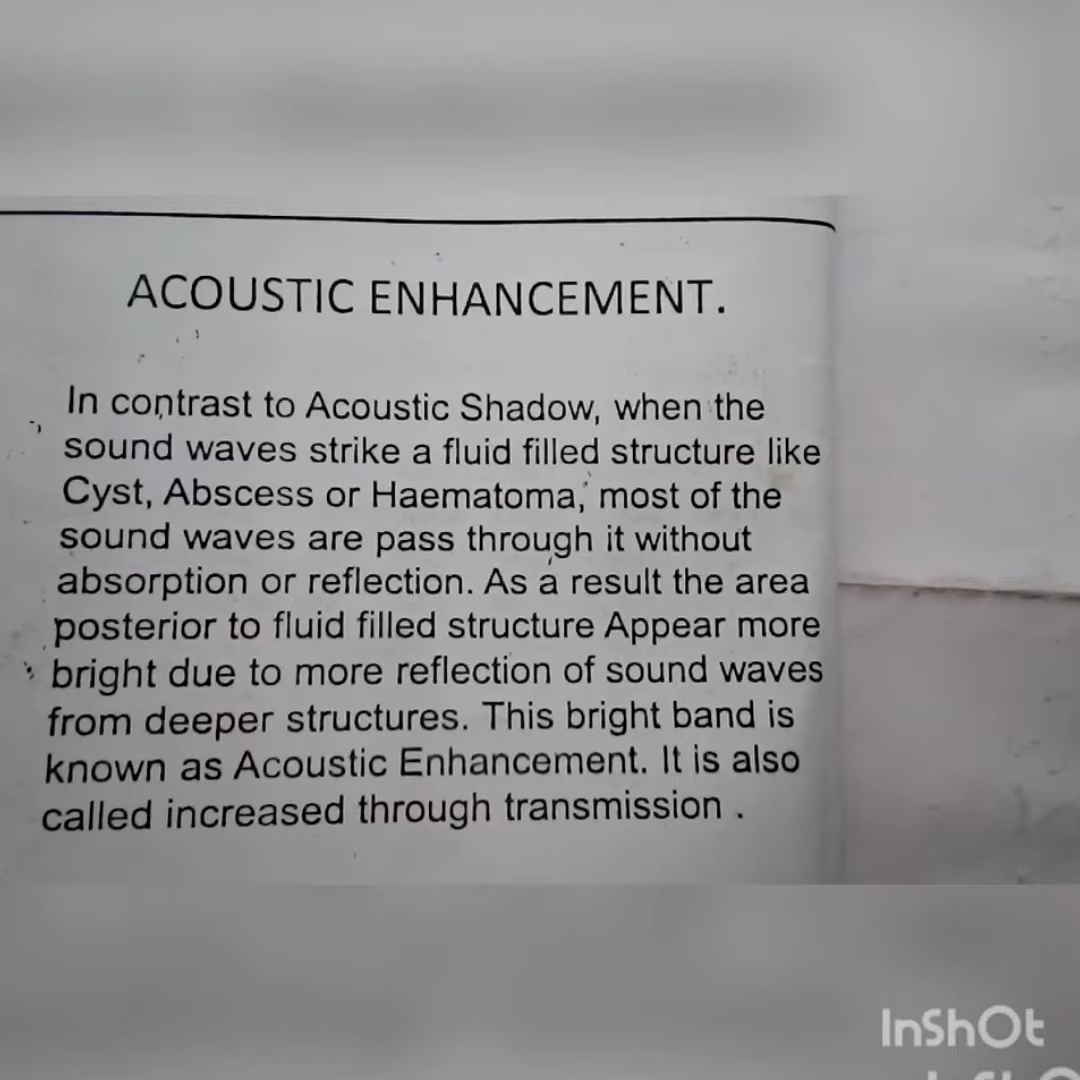 ACOUSTIC ENHANCEMENT.
In contrast to Acoustic Shadow, when the
sound waves strike a fluid filled structure like
Cyst, Abscess or Haematoma, most of the
sound waves are pass through it without
absorption or reflection. As a result the area
posterior to fluid filled structure Appear more
bright due to more reflection of sound waves
from deeper structures. This bright band is
known as Acoustic Enhancement. It is also
called increased through transmission .
InShOt